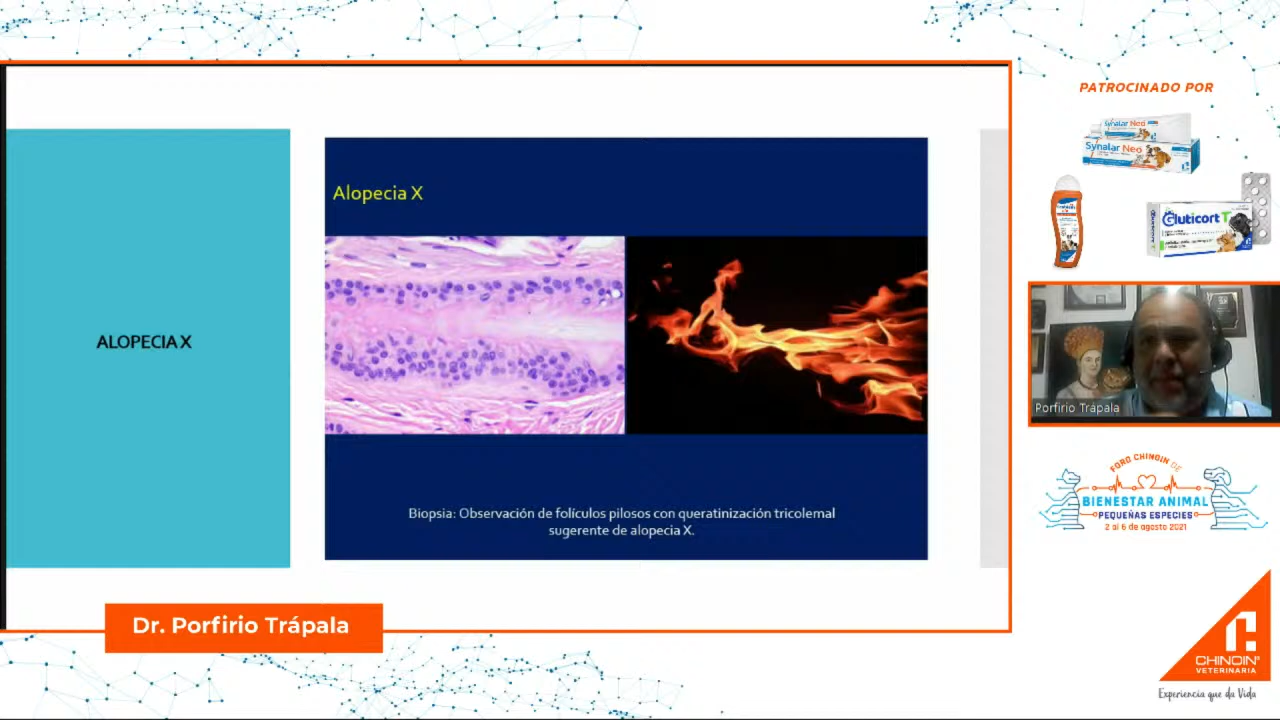 PATROCINADO POR
Synalar Neo
Synalar Neo
Gluticort T
Alopecia X
ALOPECIA X
Biopsia: Observación de folículos pilosos con queratinización tricolemal
sugerente de alopecia X.
Porfirio Trápala
FORO CHINOIN DE
BIENESTAR ANIMAL
PEQUEÑAS ESPECIES
2 al 6 de agosto 2021
Dr. Porfirio Trápala
CHINOIN®
VETERINARIA
Experiencia que da Vida